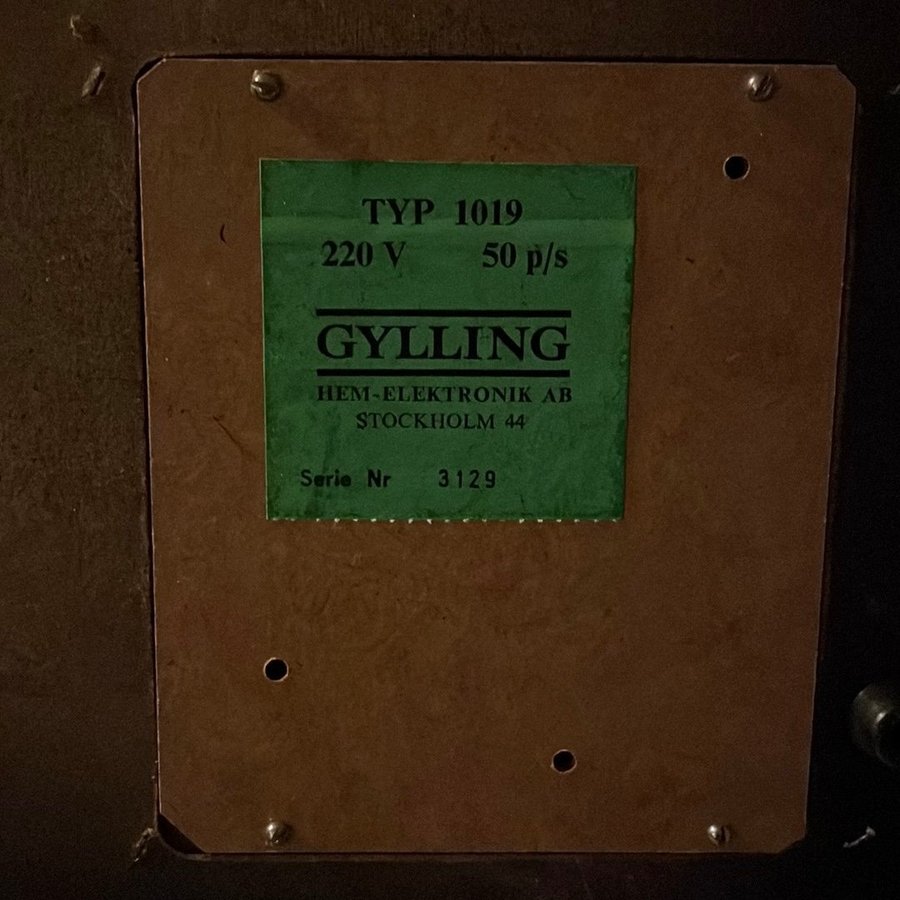 TYP 1019
220 V 50 p/s
GYLLING
HEM-ELEKTRONIK AB
STOCKHOLM 44
Serie Nr 3129